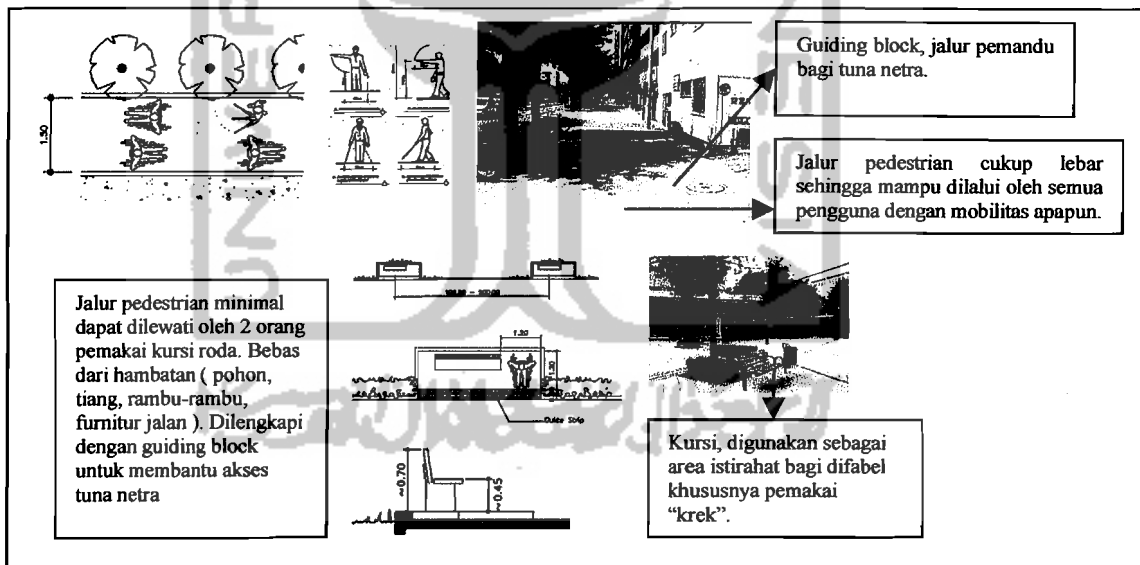 Guiding block, jalur pemandu
bagi tuna netra.
Jalur pedestrian cukup lebar
sehingga mampu dilalui oleh semua
pengguna dengan mobilitas apapun.
1.50
Jalur pedestrian minimal
dapat dilewati oleh 2 orang
pemakai kursi roda. Bebas
dari hambatan ( pohon,
tiang, rambu-rambu,
furnitur jalan ). Dilengkapi
dengan guiding block
untuk membantu akses
tuna netra
1.20
Guide Strip
~0.70
~0.45
Kursi, digunakan sebagai
area istirahat bagi difabel
khususnya pemakai
“krek”.